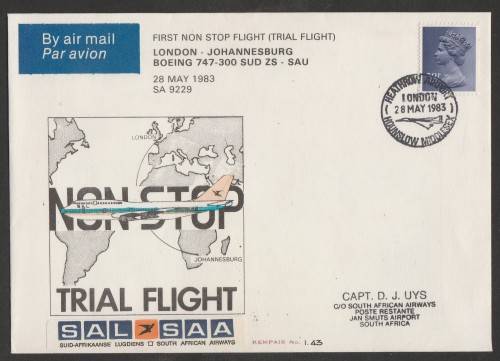 By air mail
Par avion
FIRST NON STOP FLIGHT (TRIAL FLIGHT)
LONDON - JOHANNESBURG
BOEING 747-300 SUD ZS - SAU
28 MAY 1983
SA 9229
HEATHROW AIRPORT
LONDON
28 MAY 1983
HOUNSLOW MIDDLESEX
LONDON
NON STOP
JOHANNESBURG
TRIAL FLIGHT
SAL SAA
SUID-AFRIKAANSE LUGDIENS SOUTH AFRICAN AIRWAYS
CAPT. D. J. UYS
C/O SOUTH AFRICAN AIRWAYS
POSTE RESTANTE
JAN SMUTS AIRPORT
SOUTH AFRICA
KEMPAIR No.